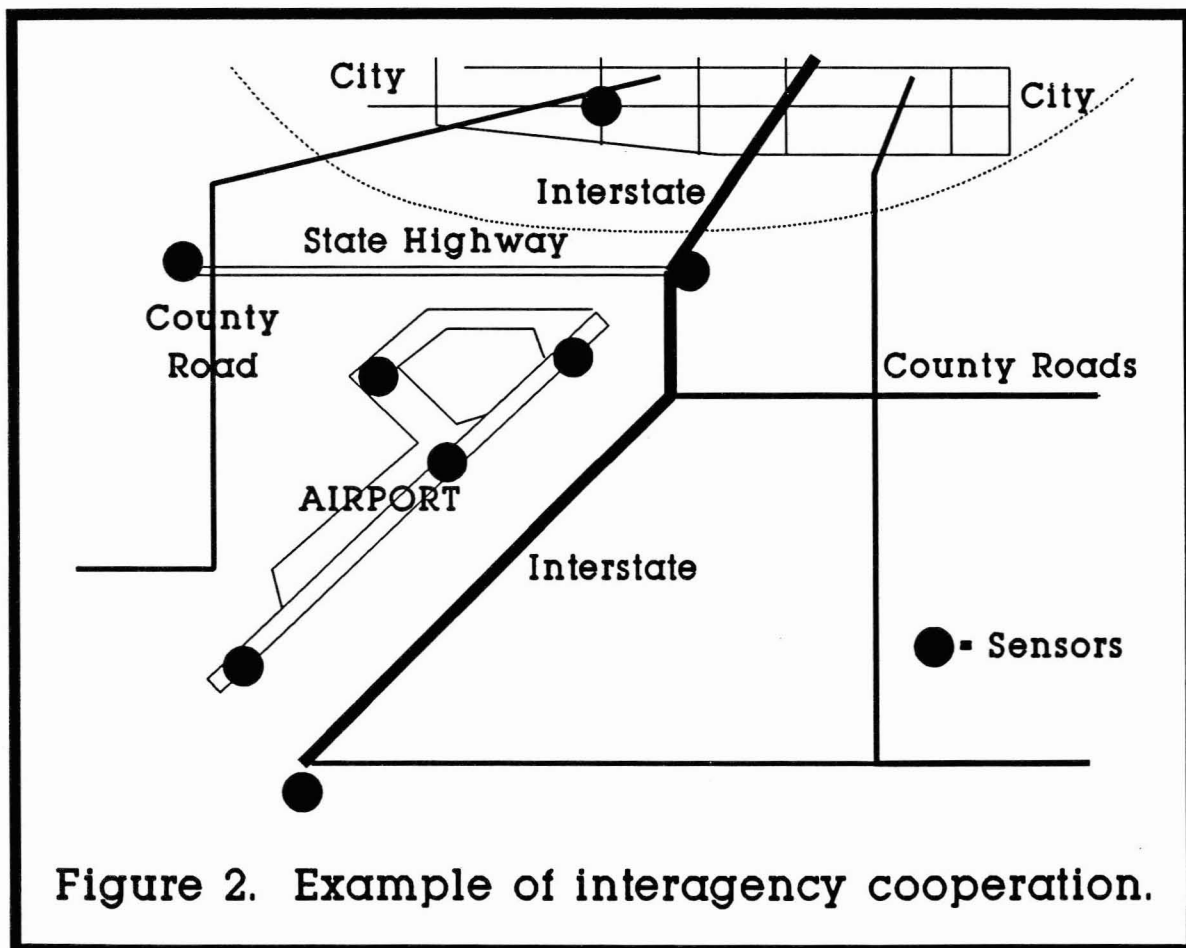 City
City
Interstate
State Highway
County
Road
County Roads
AIRPORT
Interstate
= Sensors
Figure 2. Example of interagency cooperation.